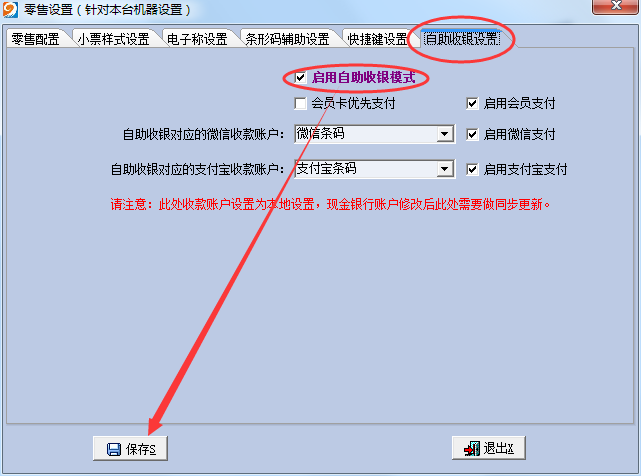 零售设置（针对本台机器设置）
零售配置 小票样式设置 电子称设置 条形码辅助设置 快捷键设置 自助收银设置
启用自助收银模式
会员卡优先支付 启用会员支付
自助收银对应的微信收款账户： 微信条码 启用微信支付
自助收银对应的支付宝收款账户： 支付宝条码 启用支付宝支付
请注意：此处收款账户设置为本地设置，现金银行账户修改后此处需要做同步更新。
保存S 退出X